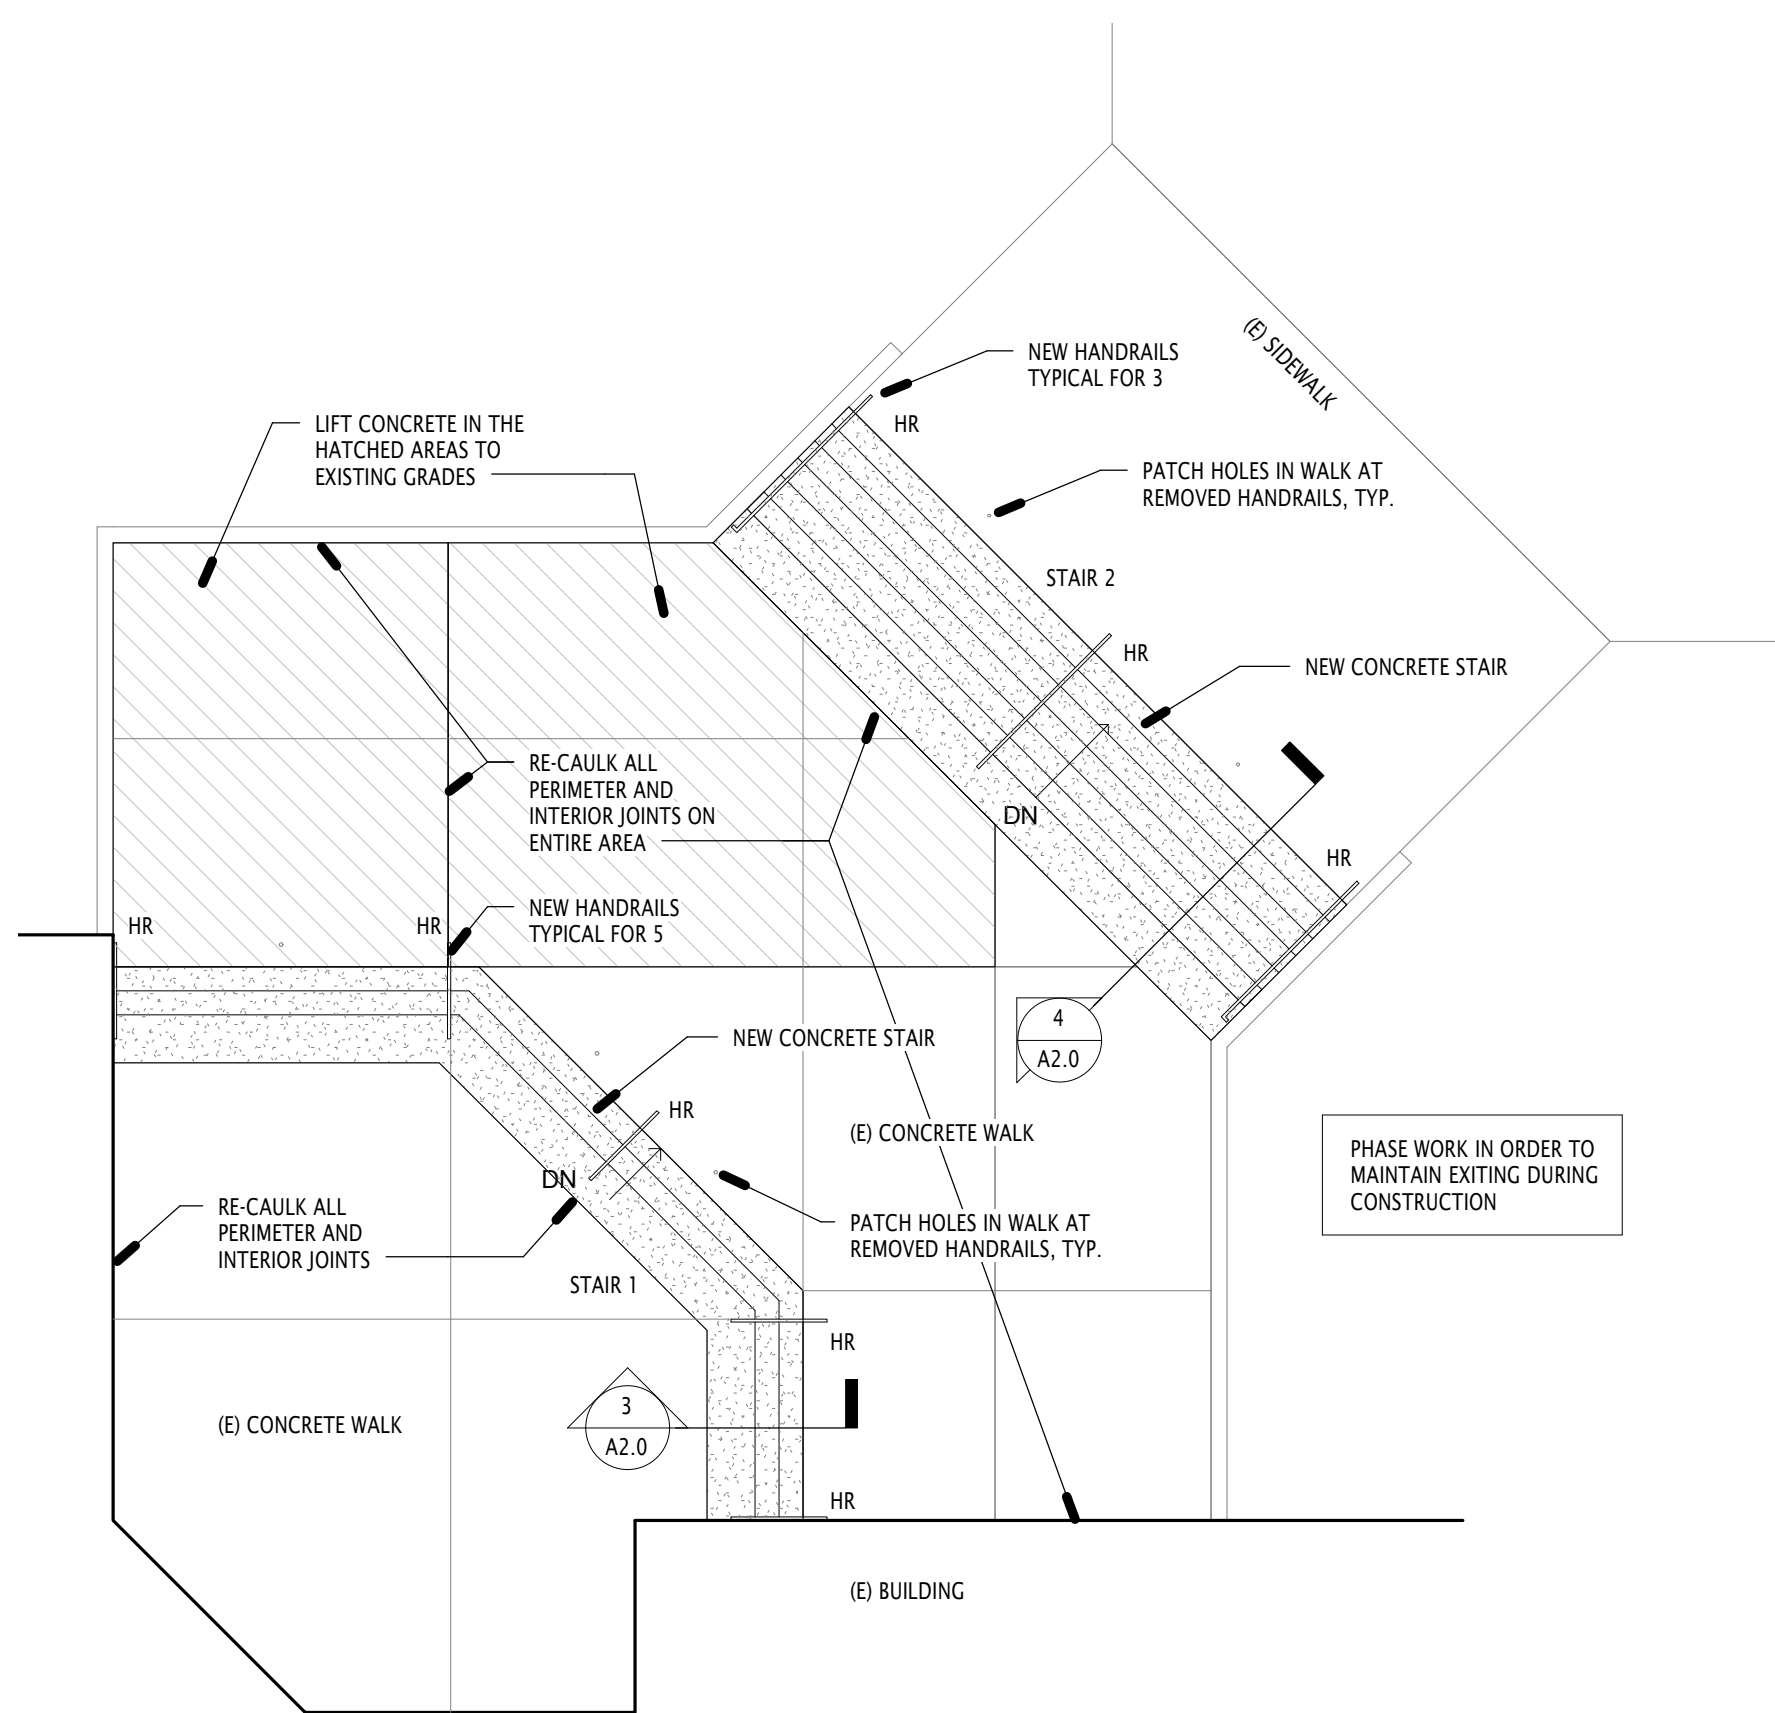 (E) SIDEWALK
NEW HANDRAILS
TYPICAL FOR 3
HR
LIFT CONCRETE IN THE
HATCHED AREAS TO
EXISTING GRADES
PATCH HOLES IN WALK AT
REMOVED HANDRAILS, TYP.
STAIR 2
HR
NEW CONCRETE STAIR
RE-CAULK ALL
PERIMETER AND
INTERIOR JOINTS ON
ENTIRE AREA
DN
HR
NEW HANDRAILS
TYPICAL FOR 5
HR
HR
4
A2.0
NEW CONCRETE STAIR
HR
(E) CONCRETE WALK
PHASE WORK IN ORDER TO
MAINTAIN EXITING DURING
CONSTRUCTION
DN
RE-CAULK ALL
PERIMETER AND
INTERIOR JOINTS
PATCH HOLES IN WALK AT
REMOVED HANDRAILS, TYP.
STAIR 1
HR
3
A2.0
(E) CONCRETE WALK
HR
(E) BUILDING